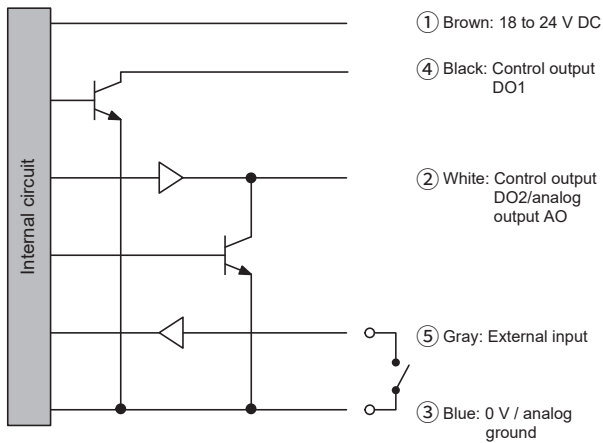 Internal circuit
① Brown: 18 to 24 V DC
④ Black: Control output
DO1
② White: Control output
DO2/analog
output AO
⑤ Gray: External input
③ Blue: 0 V / analog
ground